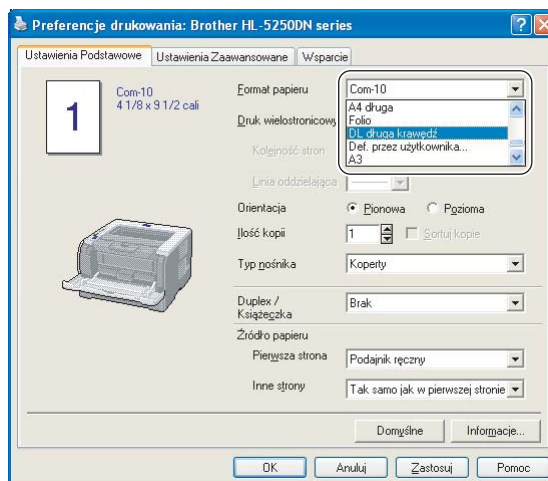 Preferencje drukowania: Brother HL-5250DN series
Ustawienia Podstawowe Ustawienia Zaawansowane Wsparcie
1
Com-10
4 1/8 x 9 1/2 cali
Format papieru Com-10
A4 długa
Folio
DL długa krawędź
Def. przez użytkownika...
A3
Druk wielostronicowy
Kolejność stron
Linia oddzielająca
Orientacja Pionowa Pozioma
Ilość kopii 1 Sortuj kopie
Typ nośnika Koperty
Duplex / Książeczka Brak
Źródło papieru
Pierwsza strona Podajnik ręczny
Inne strony Tak samo jak w pierwszej stronie
Domyślne Informacje...
OK Anuluj Zastosuj Pomoc